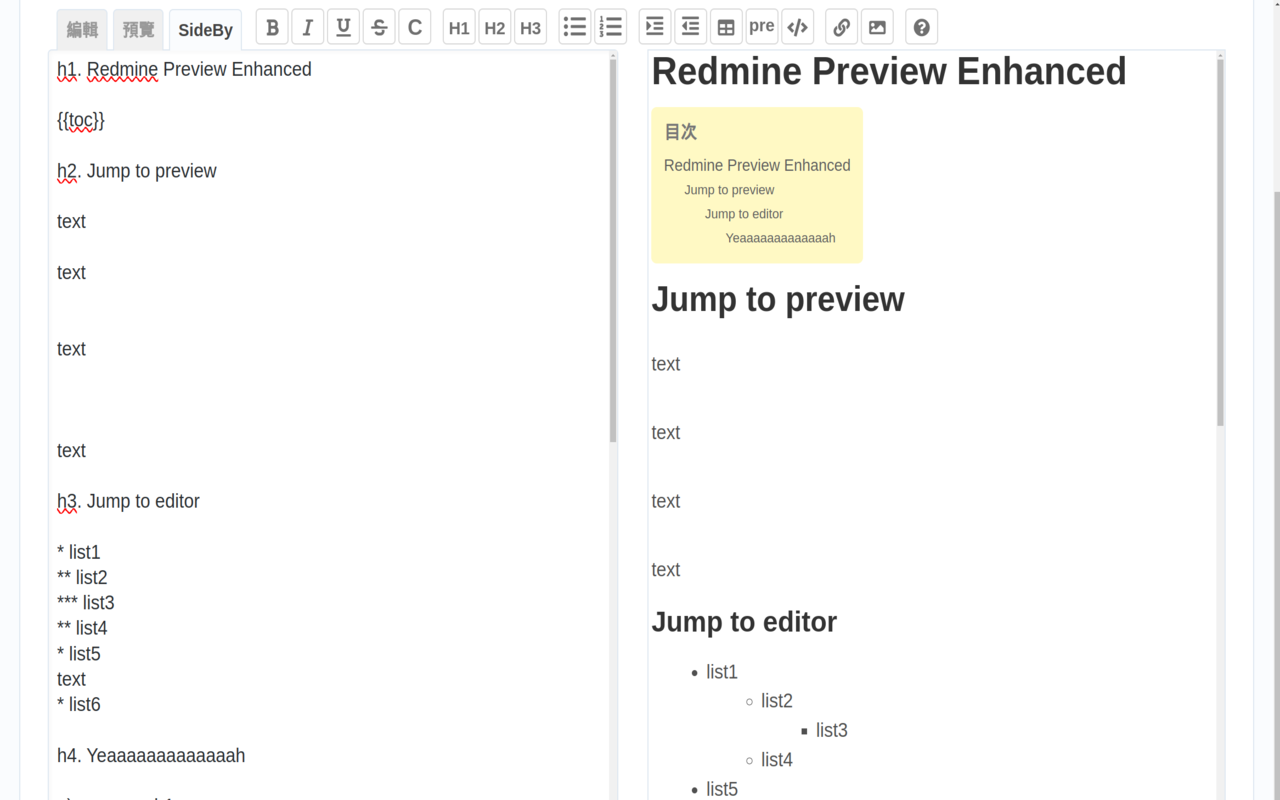 編輯 預覽 SideBy B I U S C H1 H2 H3 pre
h1. Redmine Preview Enhanced
{{toc}}
h2. Jump to preview
text
text
text
text
h3. Jump to editor
* list1
** list2
*** list3
** list4
* list5
text
* list6
h4. Yeaaaaaaaaaaaaah
Redmine Preview Enhanced
目次
Redmine Preview Enhanced
Jump to preview
Jump to editor
Yeaaaaaaaaaaaaah
Jump to preview
text
text
text
text
Jump to editor
list1
list2
list3
list4
list5